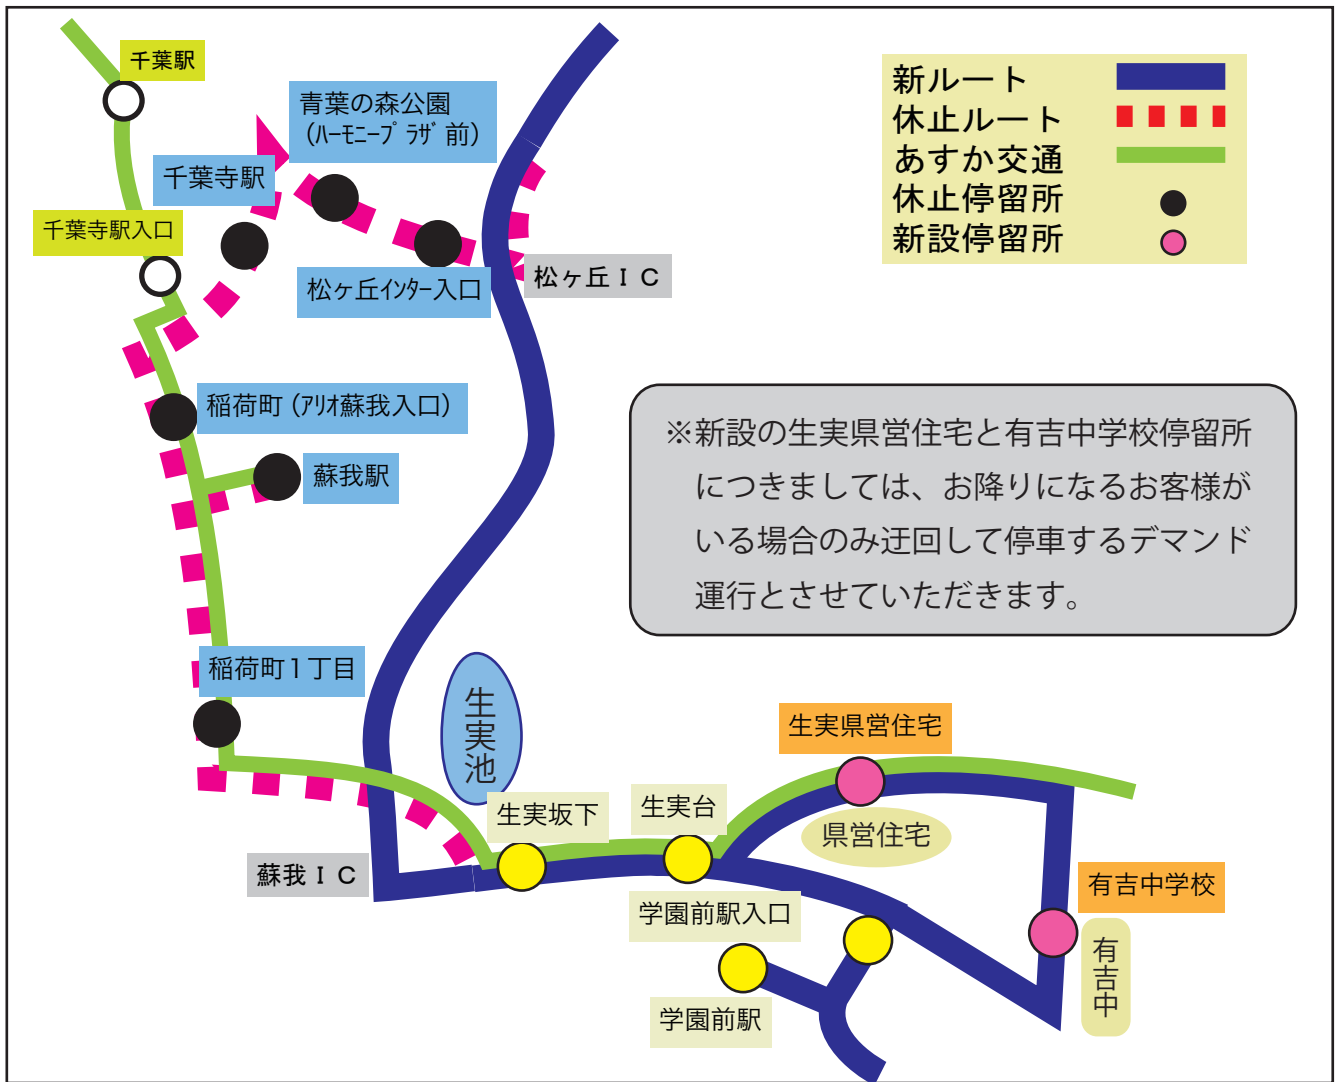 千葉駅
青葉の森公園
（ﾊｰﾓﾆｰﾌﾟﾗｻﾞ前）
千葉寺駅
千葉寺駅入口
松ヶ丘ｲﾝﾀｰ入口
松ヶ丘ＩＣ
新ルート
休止ルート
あすか交通
休止停留所
新設停留所
稲荷町（ｱﾘｵ蘇我入口）
蘇我駅
※新設の生実県営住宅と有吉中学校停留所
につきましては、お降りになるお客様が
いる場合のみ迂回して停車するデマンド
運行とさせていただきます。
稲荷町１丁目
生実池
生実県営住宅
生実坂下
生実台
県営住宅
蘇我ＩＣ
有吉中学校
学園前駅入口
有吉中
学園前駅